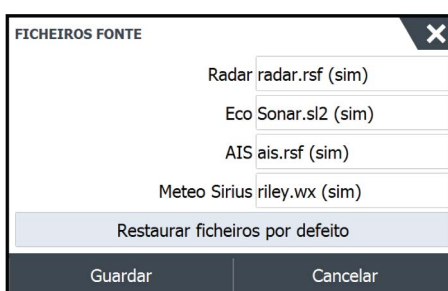 FICHEIROS FONTE
Radar radar.rsf (sim)
Eco Sonar.sl2 (sim)
AIS ais.rsf (sim)
Meteo Sirius riley.wx (sim)
Restaurar ficheiros por defeito
Guardar Cancelar